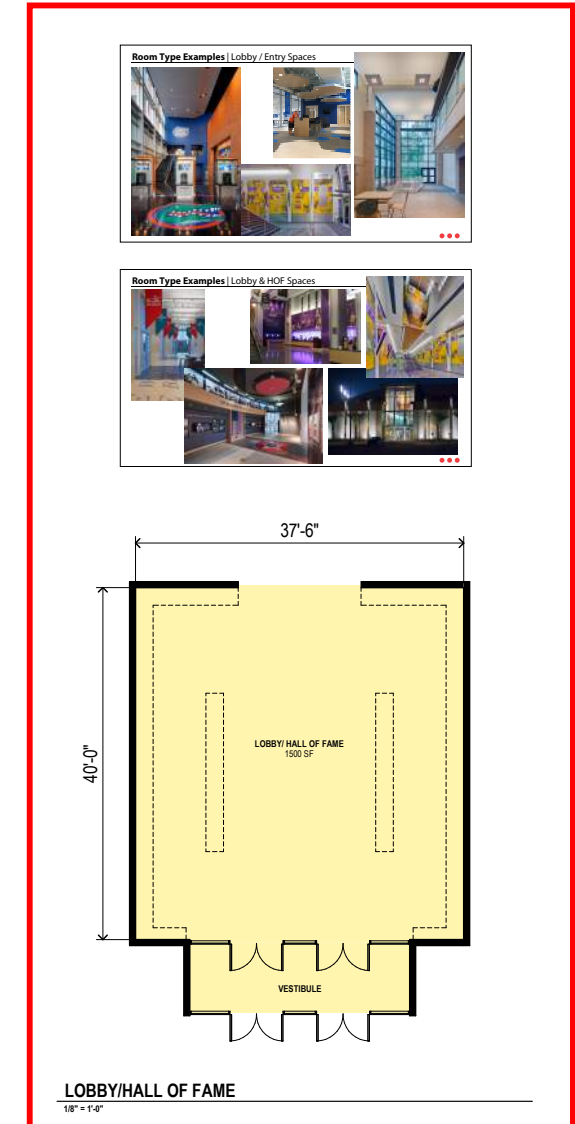 Room Type Examples | Lobby / Entry Spaces
Room Type Examples | Lobby & HOF Spaces
37'-6"
40'-0"
LOBBY/ HALL OF FAME
1500 SF
VESTIBULE
LOBBY/HALL OF FAME
1/8" = 1'-0"